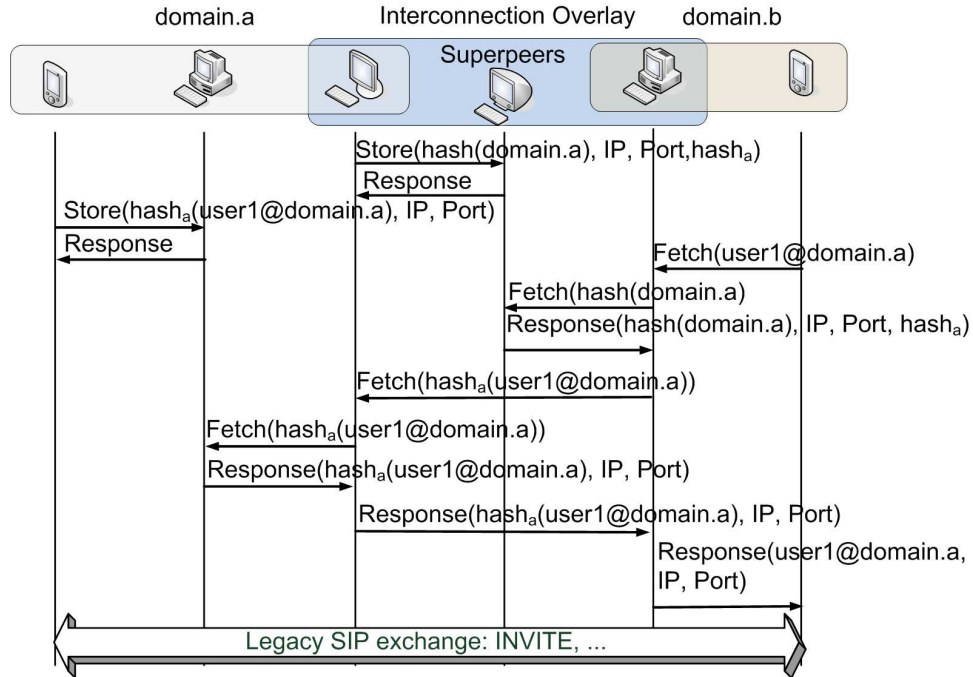 domain.a
Interconnection Overlay
domain.b
Superpeers
Store(hash(domain.a), IP, Port,hashₐ)
Response
Store(hashₐ(user1@domain.a), IP, Port)
Response
Fetch(user1@domain.a)
Fetch(hash(domain.a)
Response(hash(domain.a), IP, Port, hashₐ)
Fetch(hashₐ(user1@domain.a))
Fetch(hashₐ(user1@domain.a))
Response(hashₐ(user1@domain.a), IP, Port)
Response(hashₐ(user1@domain.a), IP, Port)
Response(user1@domain.a,
IP, Port)
Legacy SIP exchange: INVITE, ...